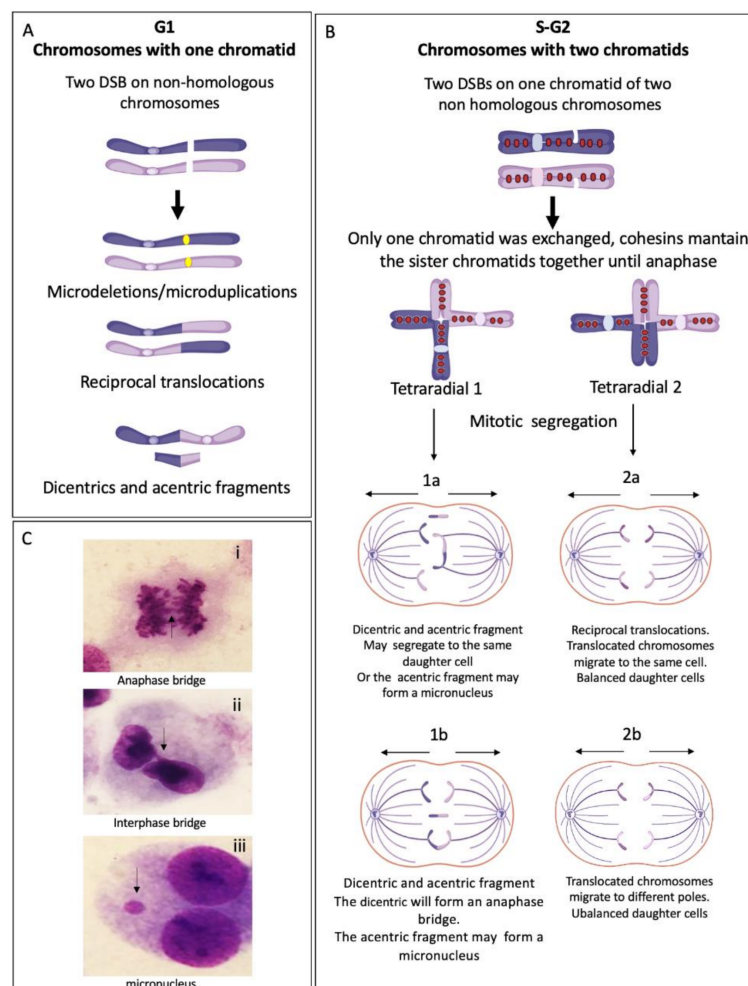 A
G1
Chromosomes with one chromatid
Two DSB on non-homologous
chromosomes
Microdeletions/microduplications
Reciprocal translocations
Dicentrics and acentric fragments
B
S-G2
Chromosomes with two chromatids
Two DSBs on one chromatid of two
non homologous chromosomes
Only one chromatid was exchanged, cohesins mantain
the sister chromatids together until anaphase
Tetraradial 1
Tetraradial 2
Mitotic segregation
1a
2a
Dicentric and acentric fragment
May segregate to the same
daughter cell
Or the acentric fragment may
form a micronucleus
Reciprocal translocations.
Translocated chromosomes
migrate to the same cell.
Balanced daughter cells
1b
2b
Dicentric and acentric fragment
The dicentric will form an anaphase
bridge.
The acentric fragment may form a
micronucleus
Translocated chromosomes
migrate to different poles.
Ubalanced daughter cells
C
i
Anaphase bridge
ii
Interphase bridge
iii
micronucleus